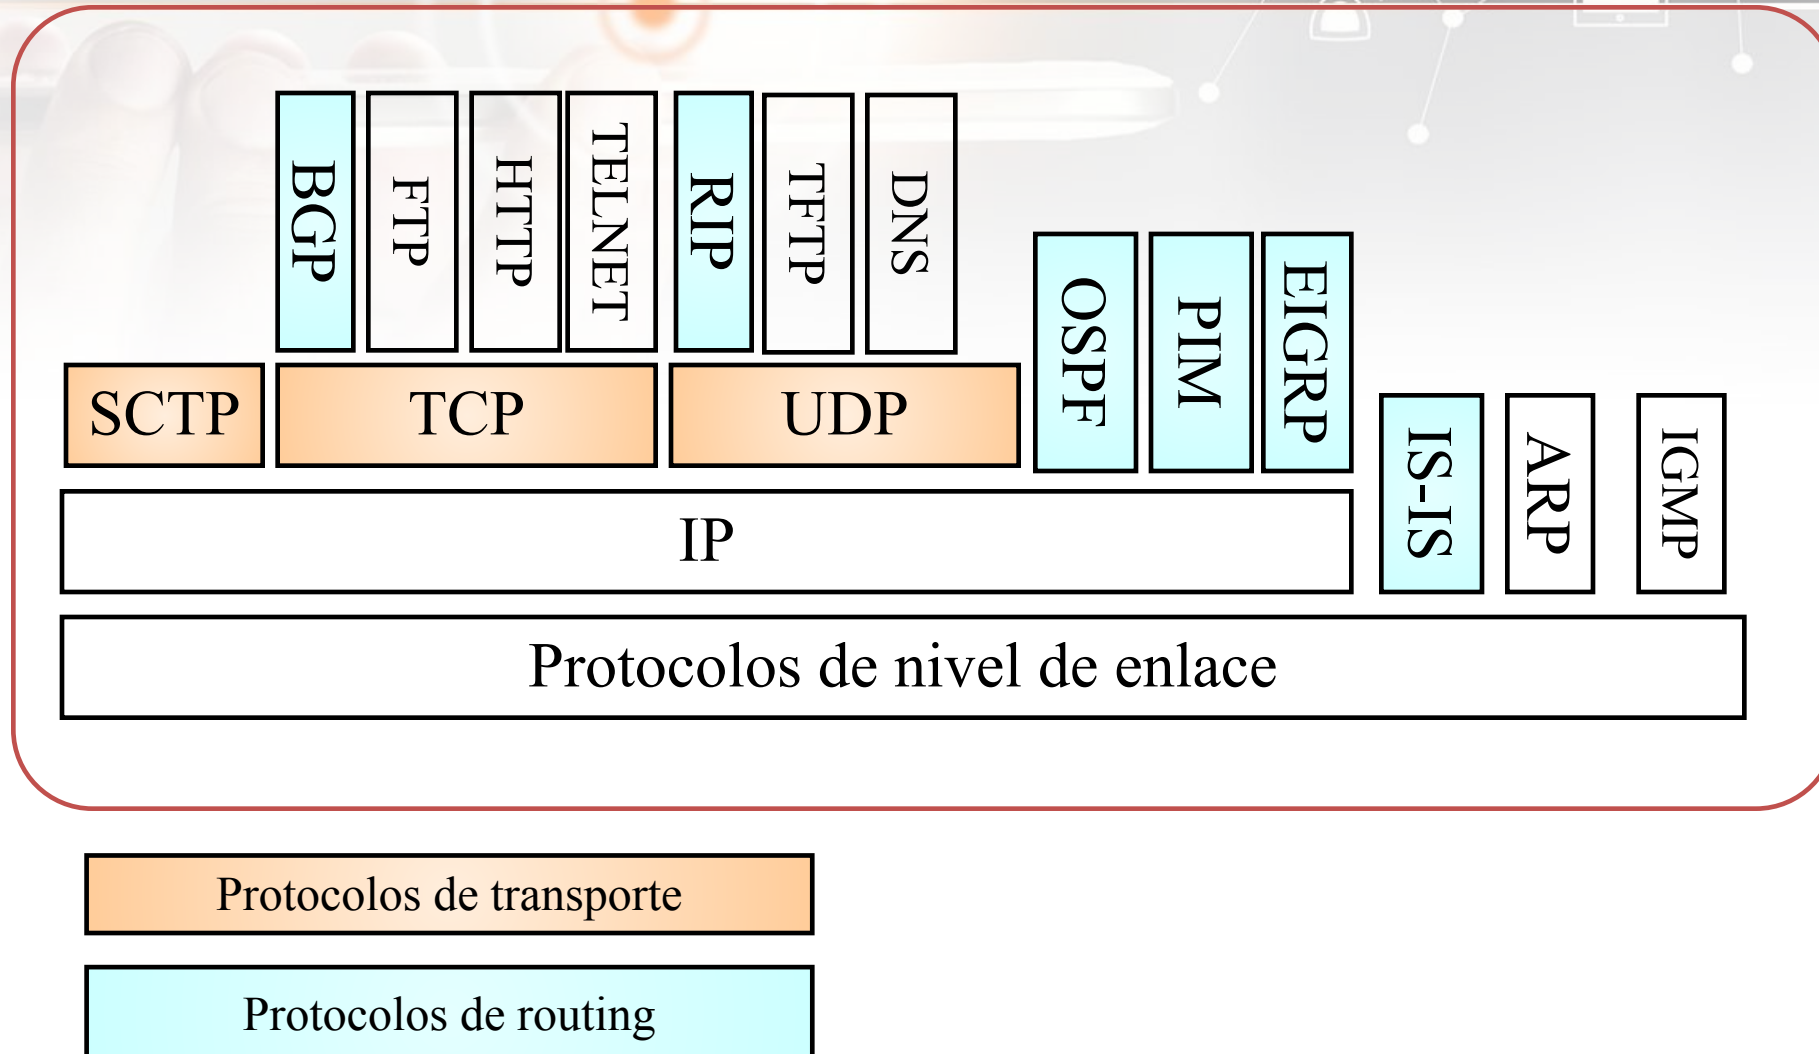 BGP
FTP
HTTP
TELNET
RIP
TFTP
DNS
OSPF
PIM
EIGRP
SCTP
TCP
UDP
IS-IS
ARP
IGMP
IP
Protocolos de nivel de enlace
Protocolos de transporte
Protocolos de routing